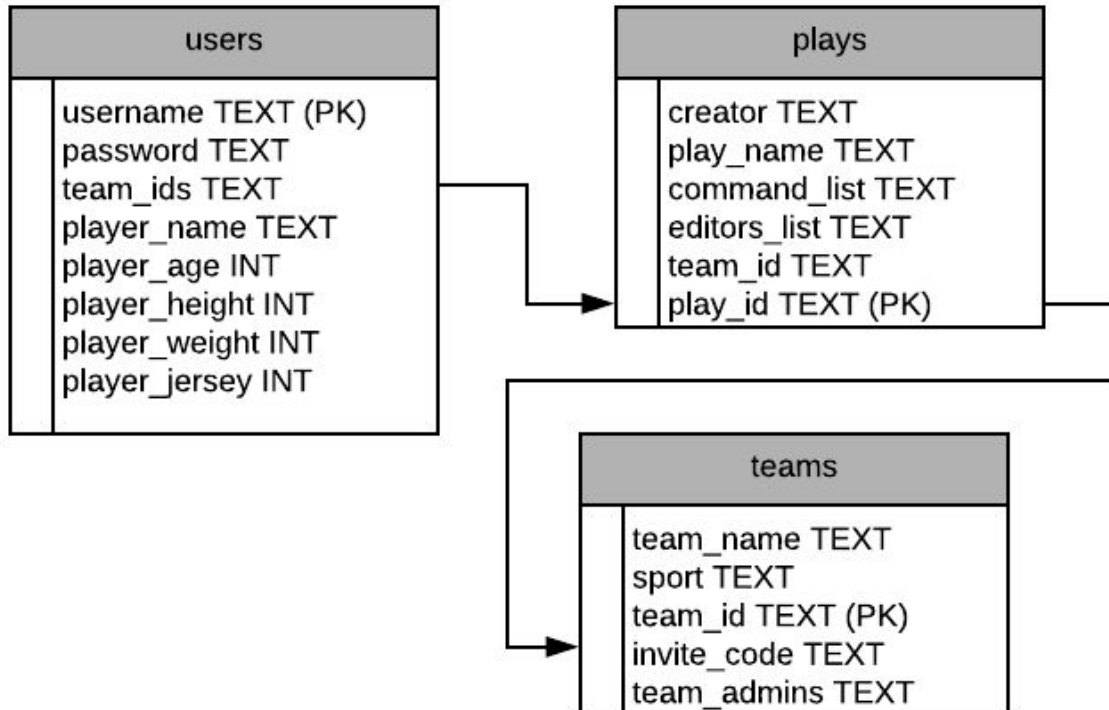 users
username TEXT (PK)
password TEXT
team_ids TEXT
player_name TEXT
player_age INT
player_height INT
player_weight INT
player_jersey INT
plays
creator TEXT
play_name TEXT
command_list TEXT
editors_list TEXT
team_id TEXT
play_id TEXT (PK)
teams
team_name TEXT
sport TEXT
team_id TEXT (PK)
invite_code TEXT
team_admins TEXT